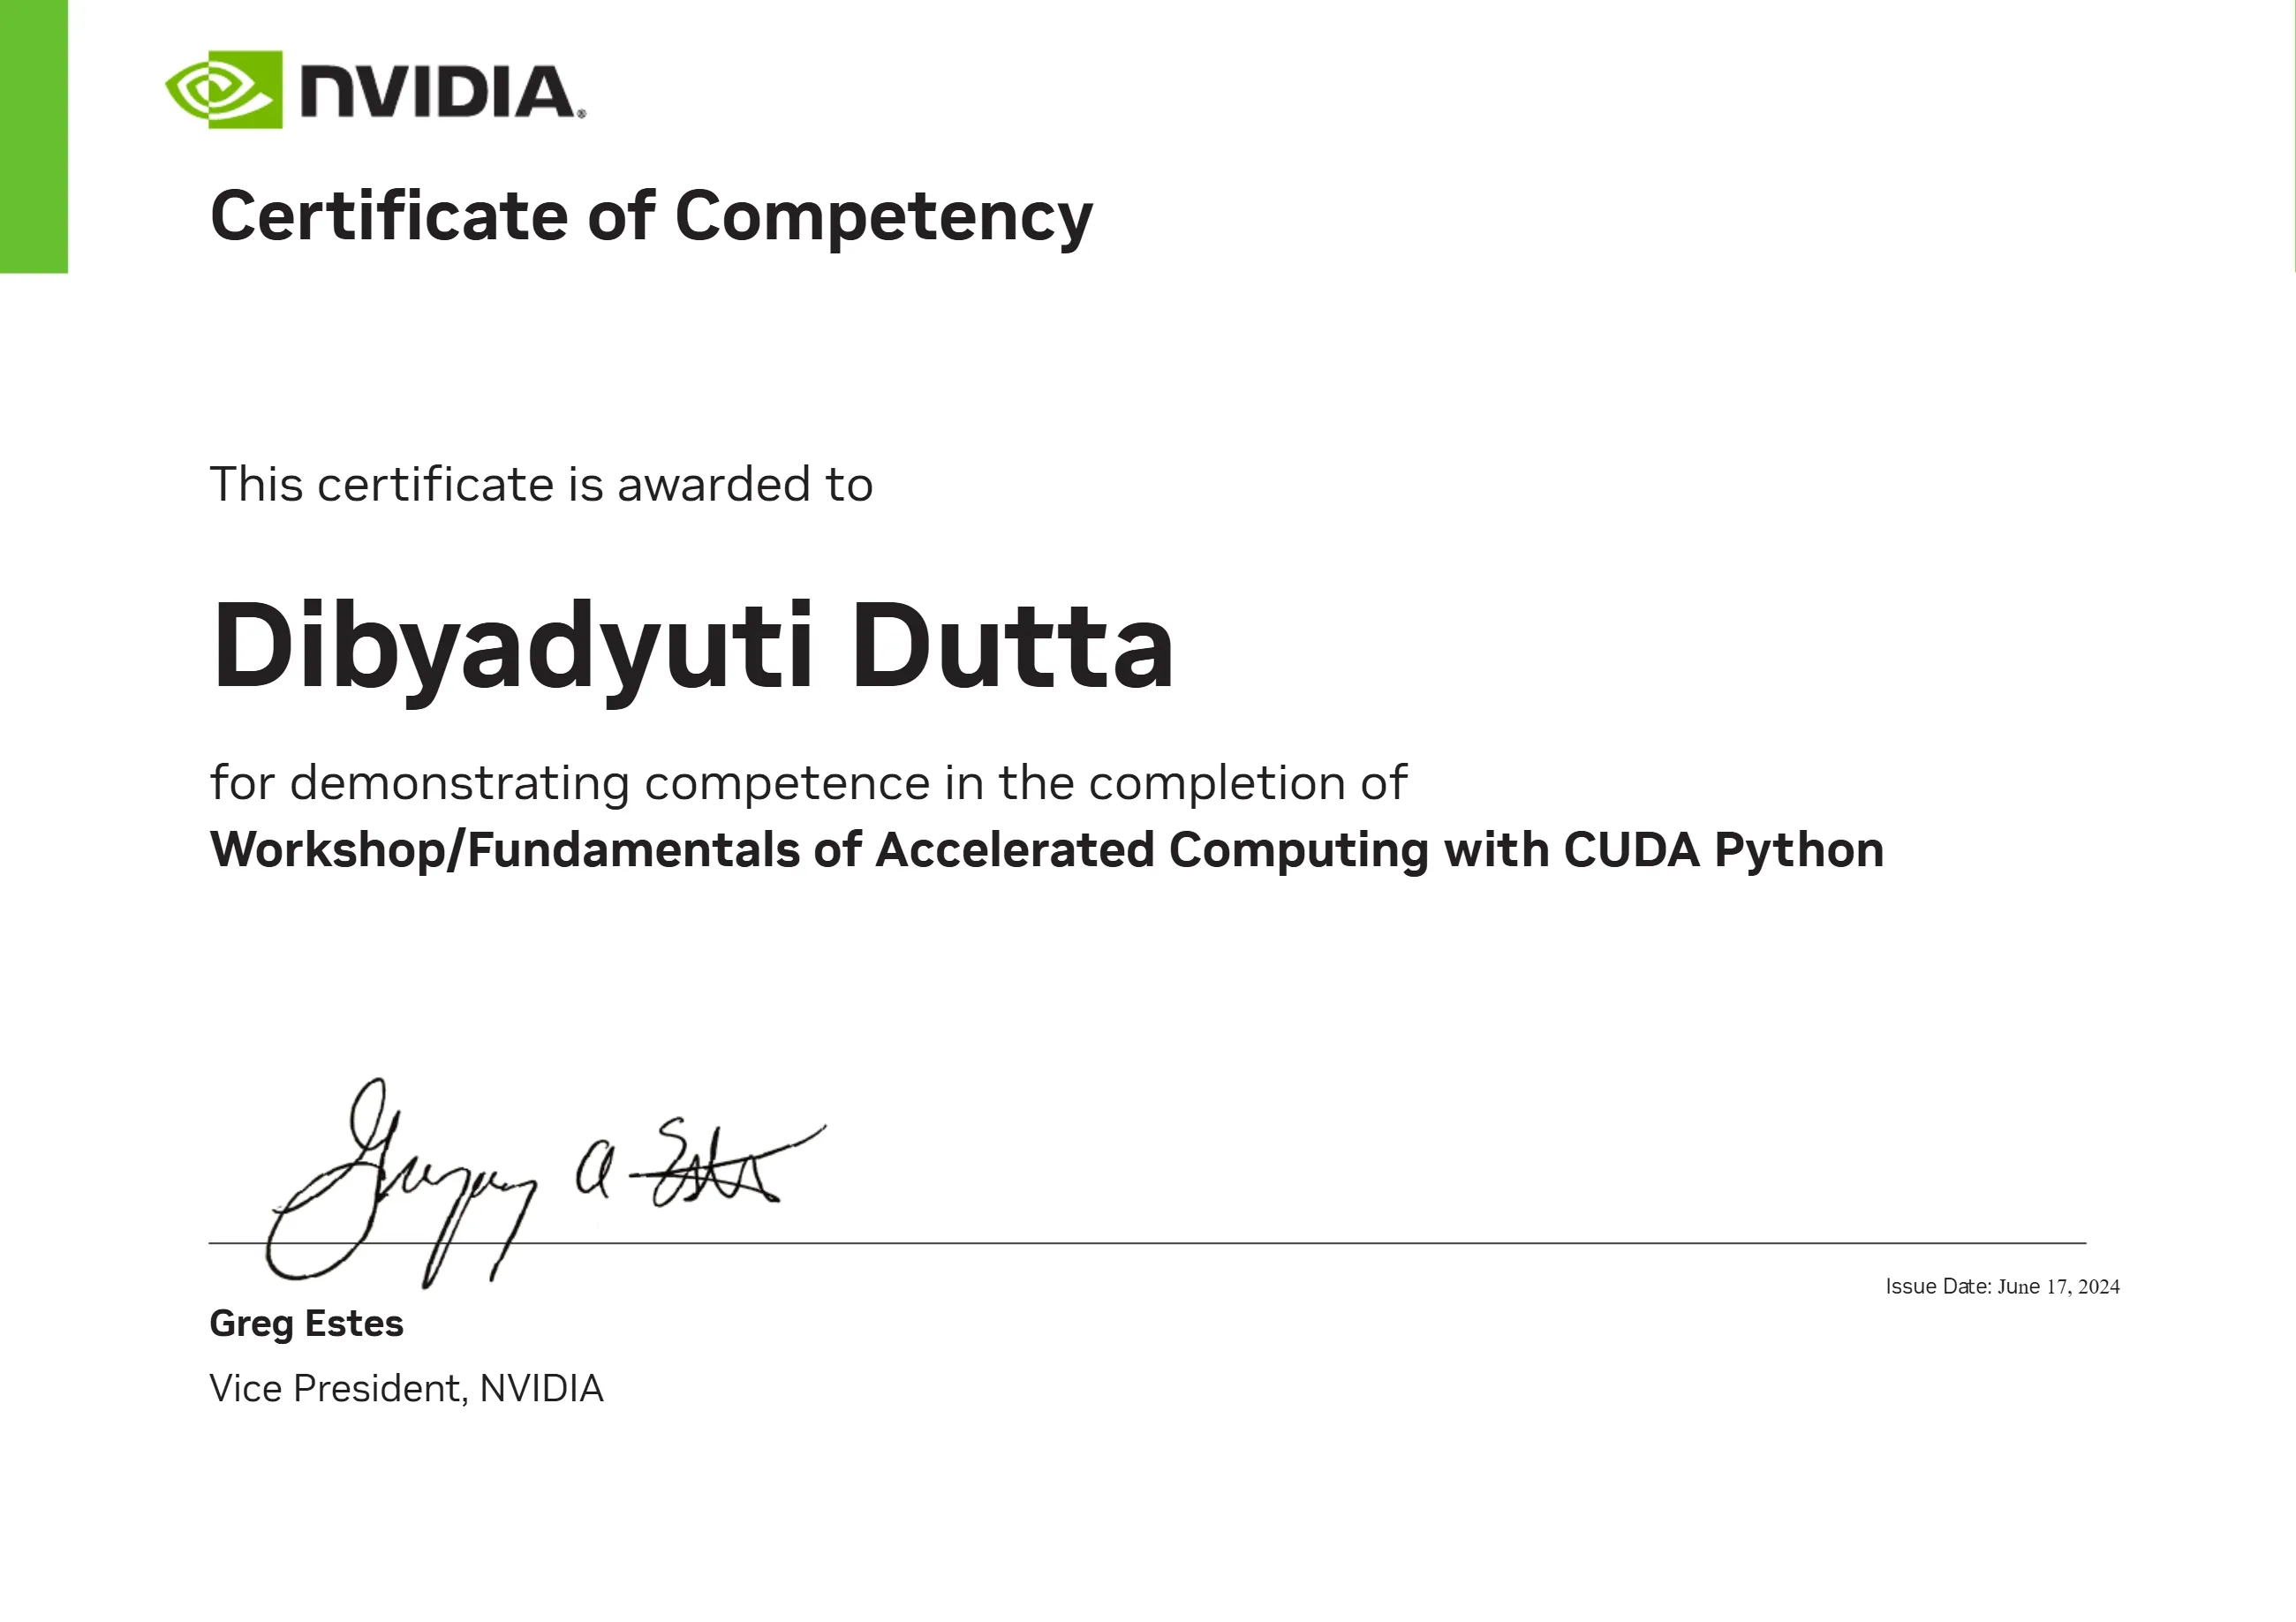 NVIDIA®
Certificate of Competency
This certificate is awarded to
Dibyadyuti Dutta
for demonstrating competence in the completion of
Workshop/Fundamentals of Accelerated Computing with CUDA Python
Gregory A Estes
Issue Date: June 17, 2024
Greg Estes
Vice President, NVIDIA